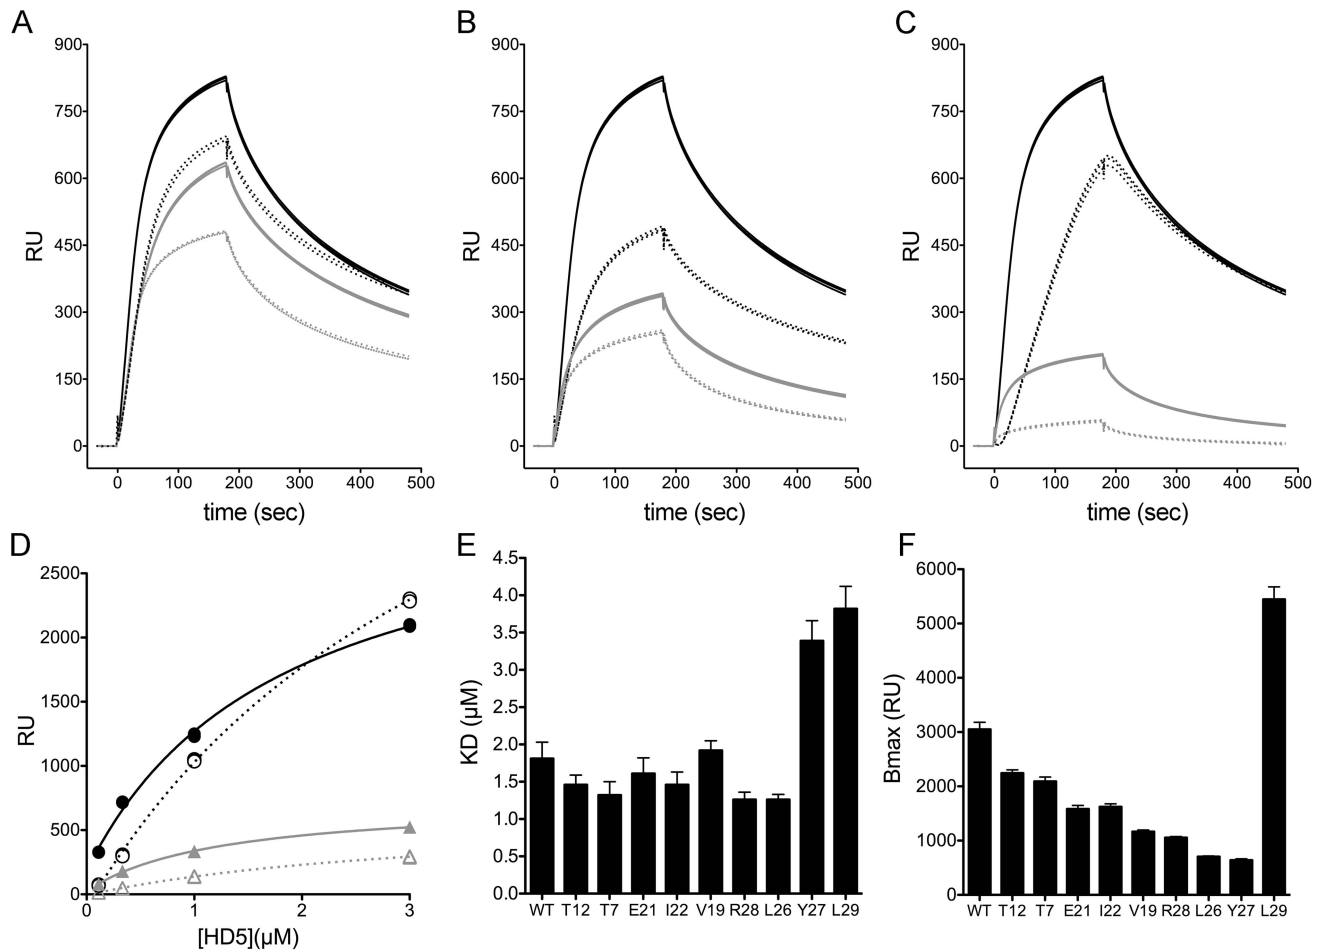 A
B
C
900
750
600
450
300
150
0
RU
0 100 200 300 400 500
time (sec)
900
750
600
450
300
150
0
RU
0 100 200 300 400 500
time (sec)
900
750
600
450
300
150
0
RU
0 100 200 300 400 500
time (sec)
D
E
F
2500
2000
1500
1000
500
0
RU
0 1 2 3
[HD5](µM)
4.5
4.0
3.5
3.0
2.5
2.0
1.5
1.0
0.5
0.0
KD (µM)
WT T12 T7 E21 I22 V19 R28 L26 Y27 L29
6000
5000
4000
3000
2000
1000
0
Bmax (RU)
WT T12 T7 E21 I22 V19 R28 L26 Y27 L29